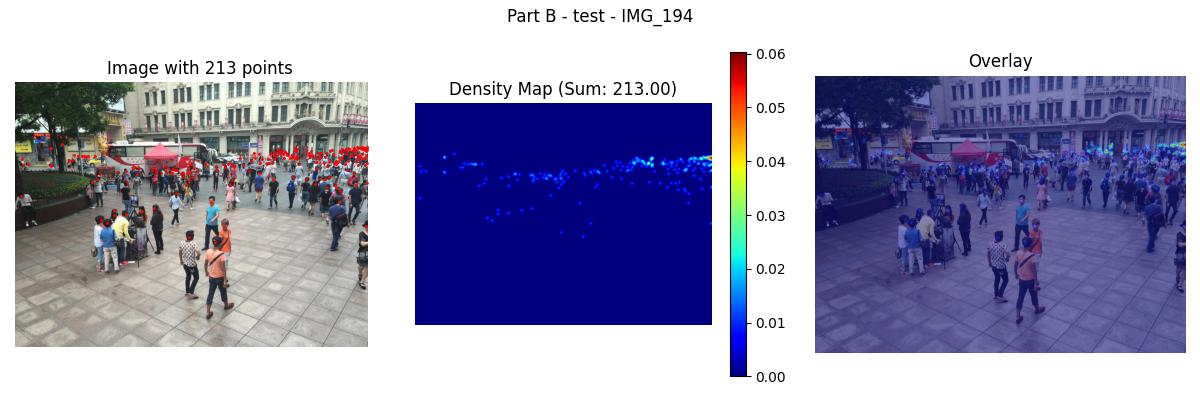 Part B - test - IMG_194
Image with 213 points
Density Map (Sum: 213.00)
0.06
0.05
0.04
0.03
0.02
0.01
0.00
Overlay